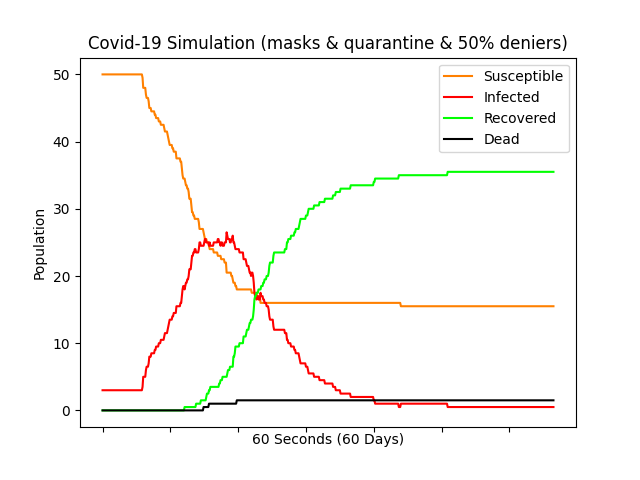 Covid-19 Simulation (masks & quarantine & 50% deniers)
Susceptible
Infected
Recovered
Dead
Population
50
40
30
20
10
0
60 Seconds (60 Days)